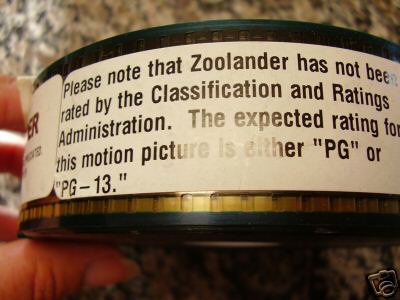 Please note that Zoolander has not been
rated by the Classification and Ratings
Administration. The expected rating for
this motion picture is either "PG" or
"PG-13."
ebY